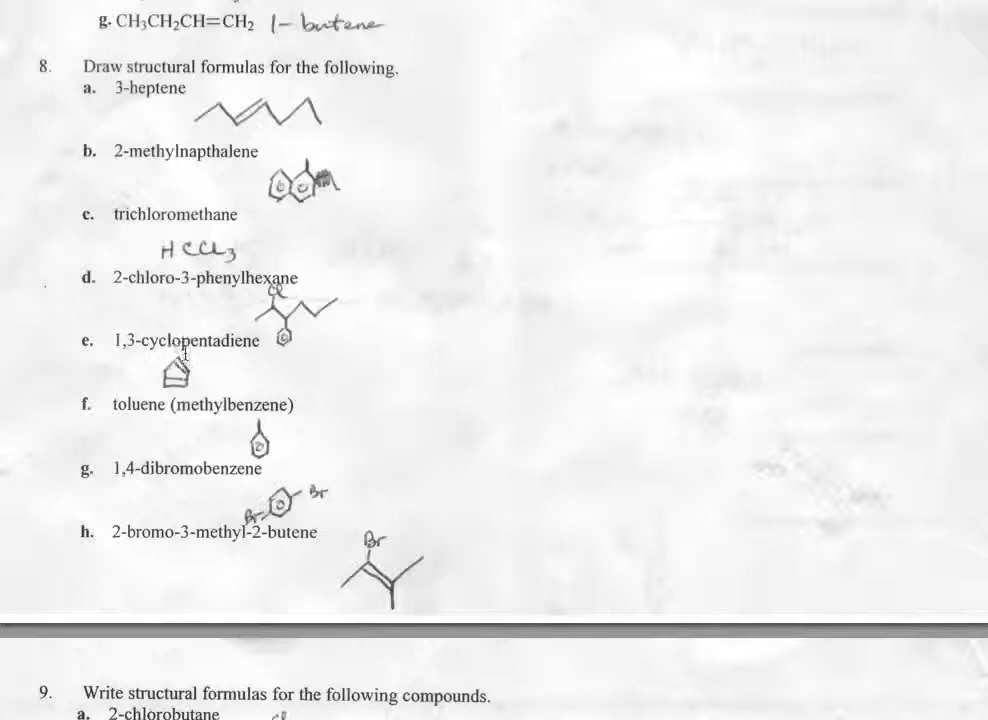 g. CH₃CH₂CH=CH₂ 1- butene
8. Draw structural formulas for the following.
a. 3-heptene
b. 2-methylnapthalene
c. trichloromethane
HCCl₃
d. 2-chloro-3-phenylhexane
Cl
e. 1,3-cyclopentadiene
f. toluene (methylbenzene)
g. 1,4-dibromobenzene
Br Br
h. 2-bromo-3-methyl-2-butene
Br
9. Write structural formulas for the following compounds.
a. 2-chlorobutane